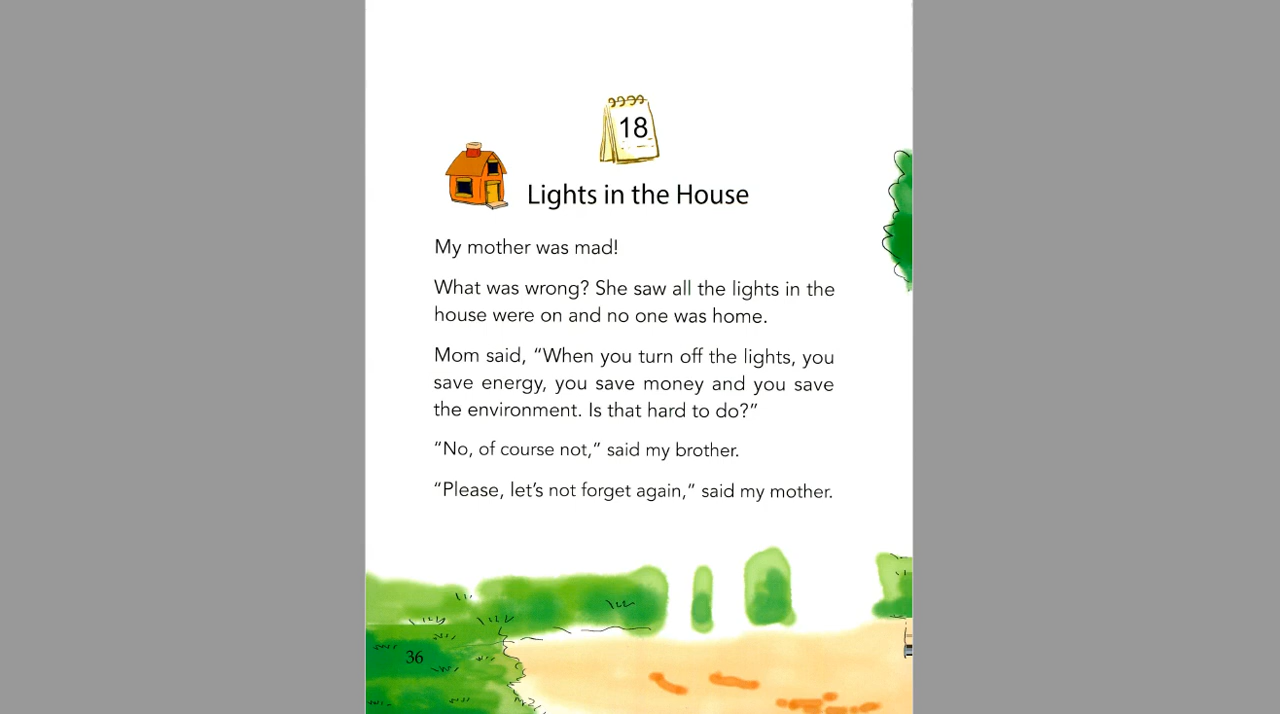 18
Lights in the House
My mother was mad!
What was wrong? She saw all the lights in the
house were on and no one was home.
Mom said, “When you turn off the lights, you
save energy, you save money and you save
the environment. Is that hard to do?”
“No, of course not,” said my brother.
“Please, let’s not forget again,” said my mother.
36